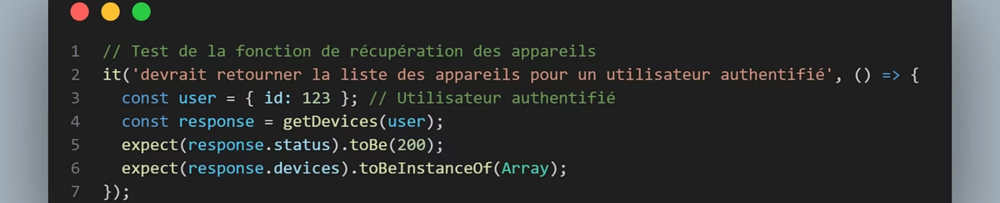 1 // Test de la fonction de récupération des appareils
2 it('devrait retourner la liste des appareils pour un utilisateur authentifié', () => {
3   const user = { id: 123 }; // Utilisateur authentifié
4   const response = getDevices(user);
5   expect(response.status).toBe(200);
6   expect(response.devices).toBeInstanceOf(Array);
7 });